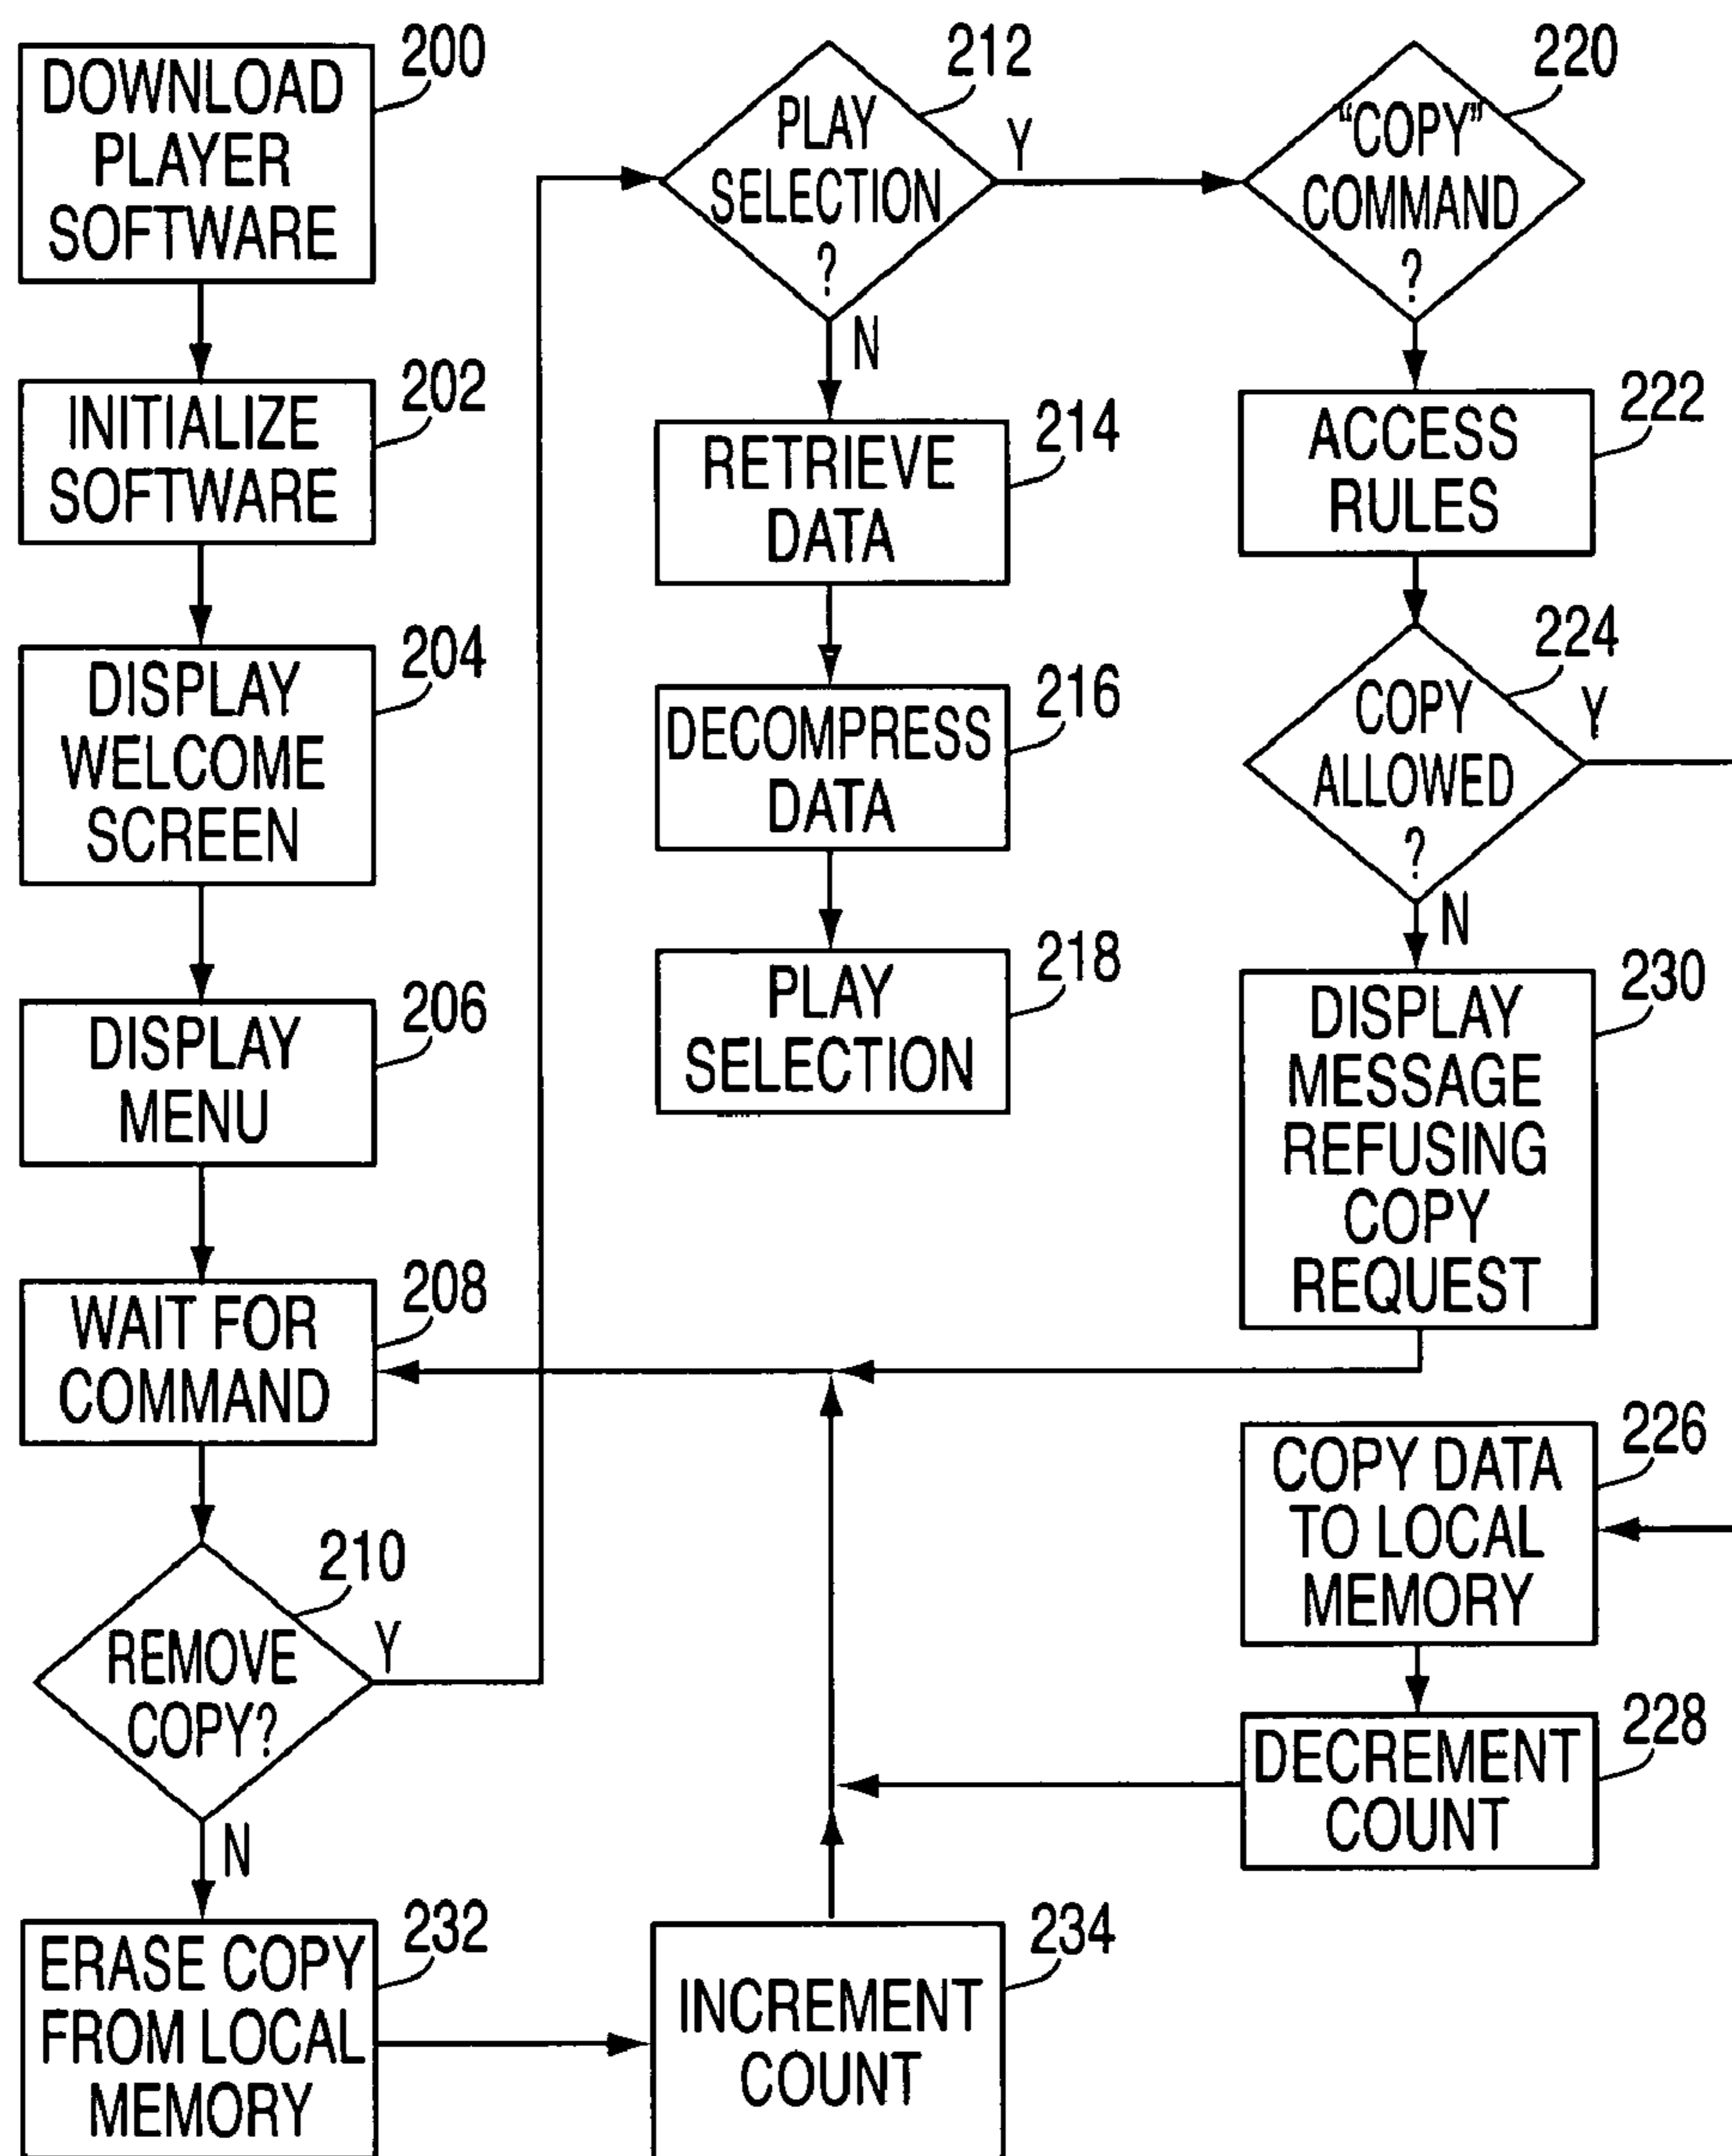 200
DOWNLOAD
PLAYER
SOFTWARE
202
INITIALIZE
SOFTWARE
204
DISPLAY
WELCOME
SCREEN
206
DISPLAY
MENU
208
WAIT FOR
COMMAND
210
REMOVE
COPY?
Y
N
232
ERASE COPY
FROM LOCAL
MEMORY
212
PLAY
SELECTION
?
Y
N
214
RETRIEVE
DATA
216
DECOMPRESS
DATA
218
PLAY
SELECTION
234
INCREMENT
COUNT
220
"COPY"
COMMAND
?
222
ACCESS
RULES
224
COPY
ALLOWED
?
Y
N
230
DISPLAY
MESSAGE
REFUSING
COPY
REQUEST
226
COPY DATA
TO LOCAL
MEMORY
228
DECREMENT
COUNT